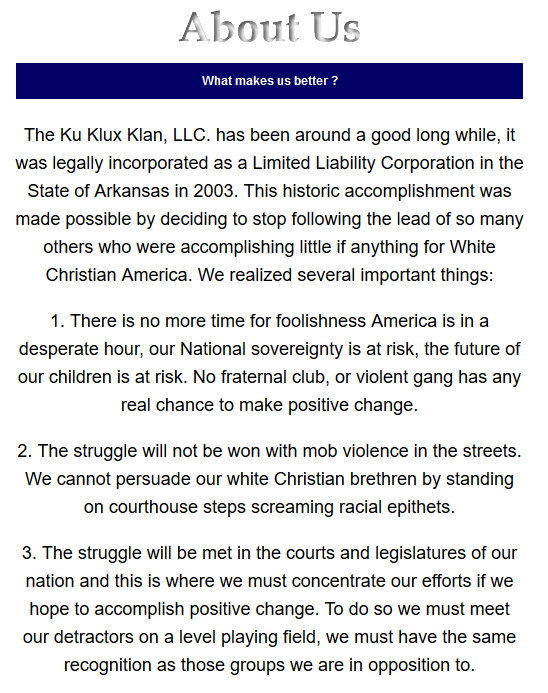 About Us
What makes us better ?
The Ku Klux Klan, LLC. has been around a good long while, it
was legally incorporated as a Limited Liability Corporation in the
State of Arkansas in 2003. This historic accomplishment was
made possible by deciding to stop following the lead of so many
others who were accomplishing little if anything for White
Christian America. We realized several important things:
1. There is no more time for foolishness America is in a
desperate hour, our National sovereignty is at risk, the future of
our children is at risk. No fraternal club, or violent gang has any
real chance to make positive change.
2. The struggle will not be won with mob violence in the streets.
We cannot persuade our white Christian brethren by standing
on courthouse steps screaming racial epithets.
3. The struggle will be met in the courts and legislatures of our
nation and this is where we must concentrate our efforts if we
hope to accomplish positive change. To do so we must meet
our detractors on a level playing field, we must have the same
recognition as those groups we are in opposition to.